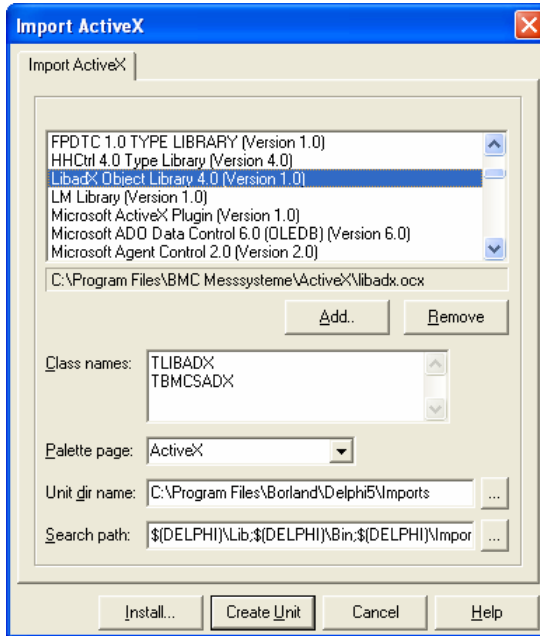 Import ActiveX
Import ActiveX
FPDTC 1.0 TYPE LIBRARY (Version 1.0)
HHCtrl 4.0 Type Library (Version 4.0)
LibadX Object Library 4.0 (Version 1.0)
LM Library (Version 1.0)
Microsoft ActiveX Plugin (Version 1.0)
Microsoft ADO Data Control 6.0 (OLEDB) (Version 6.0)
Microsoft Agent Control 2.0 (Version 2.0)
C:\Program Files\BMC Messsysteme\ActiveX\libadx.ocx
Add..
Remove
Class names:
TLIBADX
TBMCSADX
Palette page:
ActiveX
Unit dir name:
C:\Program Files\Borland\Delphi5\Imports
...
Search path:
$(DELPHI)\Lib;$(DELPHI)\Bin;$(DELPHI)\Impor
...
Install...
Create Unit
Cancel
Help